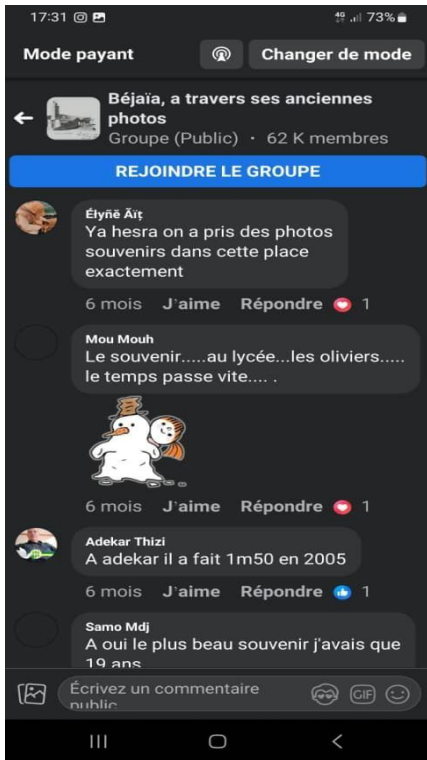 17:31 4G 73%
Mode payant Changer de mode
Béjaïa, a travers ses anciennes
photos
Groupe (Public) · 62 K membres
REJOINDRE LE GROUPE
Élyñē Ãïţ
Ya hesra on a pris des photos
souvenirs dans cette place
exactement
6 mois J'aime Répondre 1
Mou Mouh
Le souvenir.....au lycée...les oliviers.....
le temps passe vite.... .
6 mois J'aime Répondre 1
Adekar Thizi
A adekar il a fait 1m50 en 2005
6 mois J'aime Répondre 1
Samo Mdj
A oui le plus beau souvenir j'avais que
19 ans
Écrivez un commentaire
public
GIF